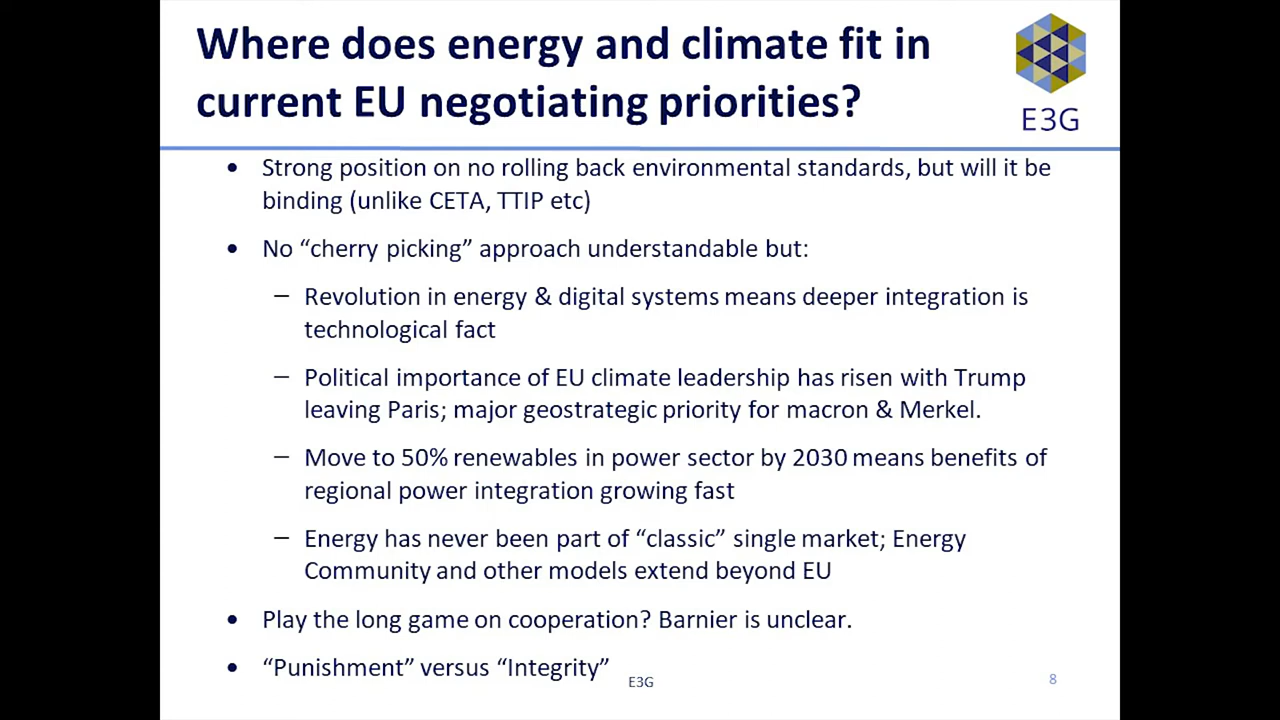 Where does energy and climate fit in
current EU negotiating priorities?
E3G
• Strong position on no rolling back environmental standards, but will it be
binding (unlike CETA, TTIP etc)
• No “cherry picking” approach understandable but:
– Revolution in energy & digital systems means deeper integration is
technological fact
– Political importance of EU climate leadership has risen with Trump
leaving Paris; major geostrategic priority for macron & Merkel.
– Move to 50% renewables in power sector by 2030 means benefits of
regional power integration growing fast
– Energy has never been part of “classic” single market; Energy
Community and other models extend beyond EU
• Play the long game on cooperation? Barnier is unclear.
• “Punishment” versus “Integrity”
E3G
8